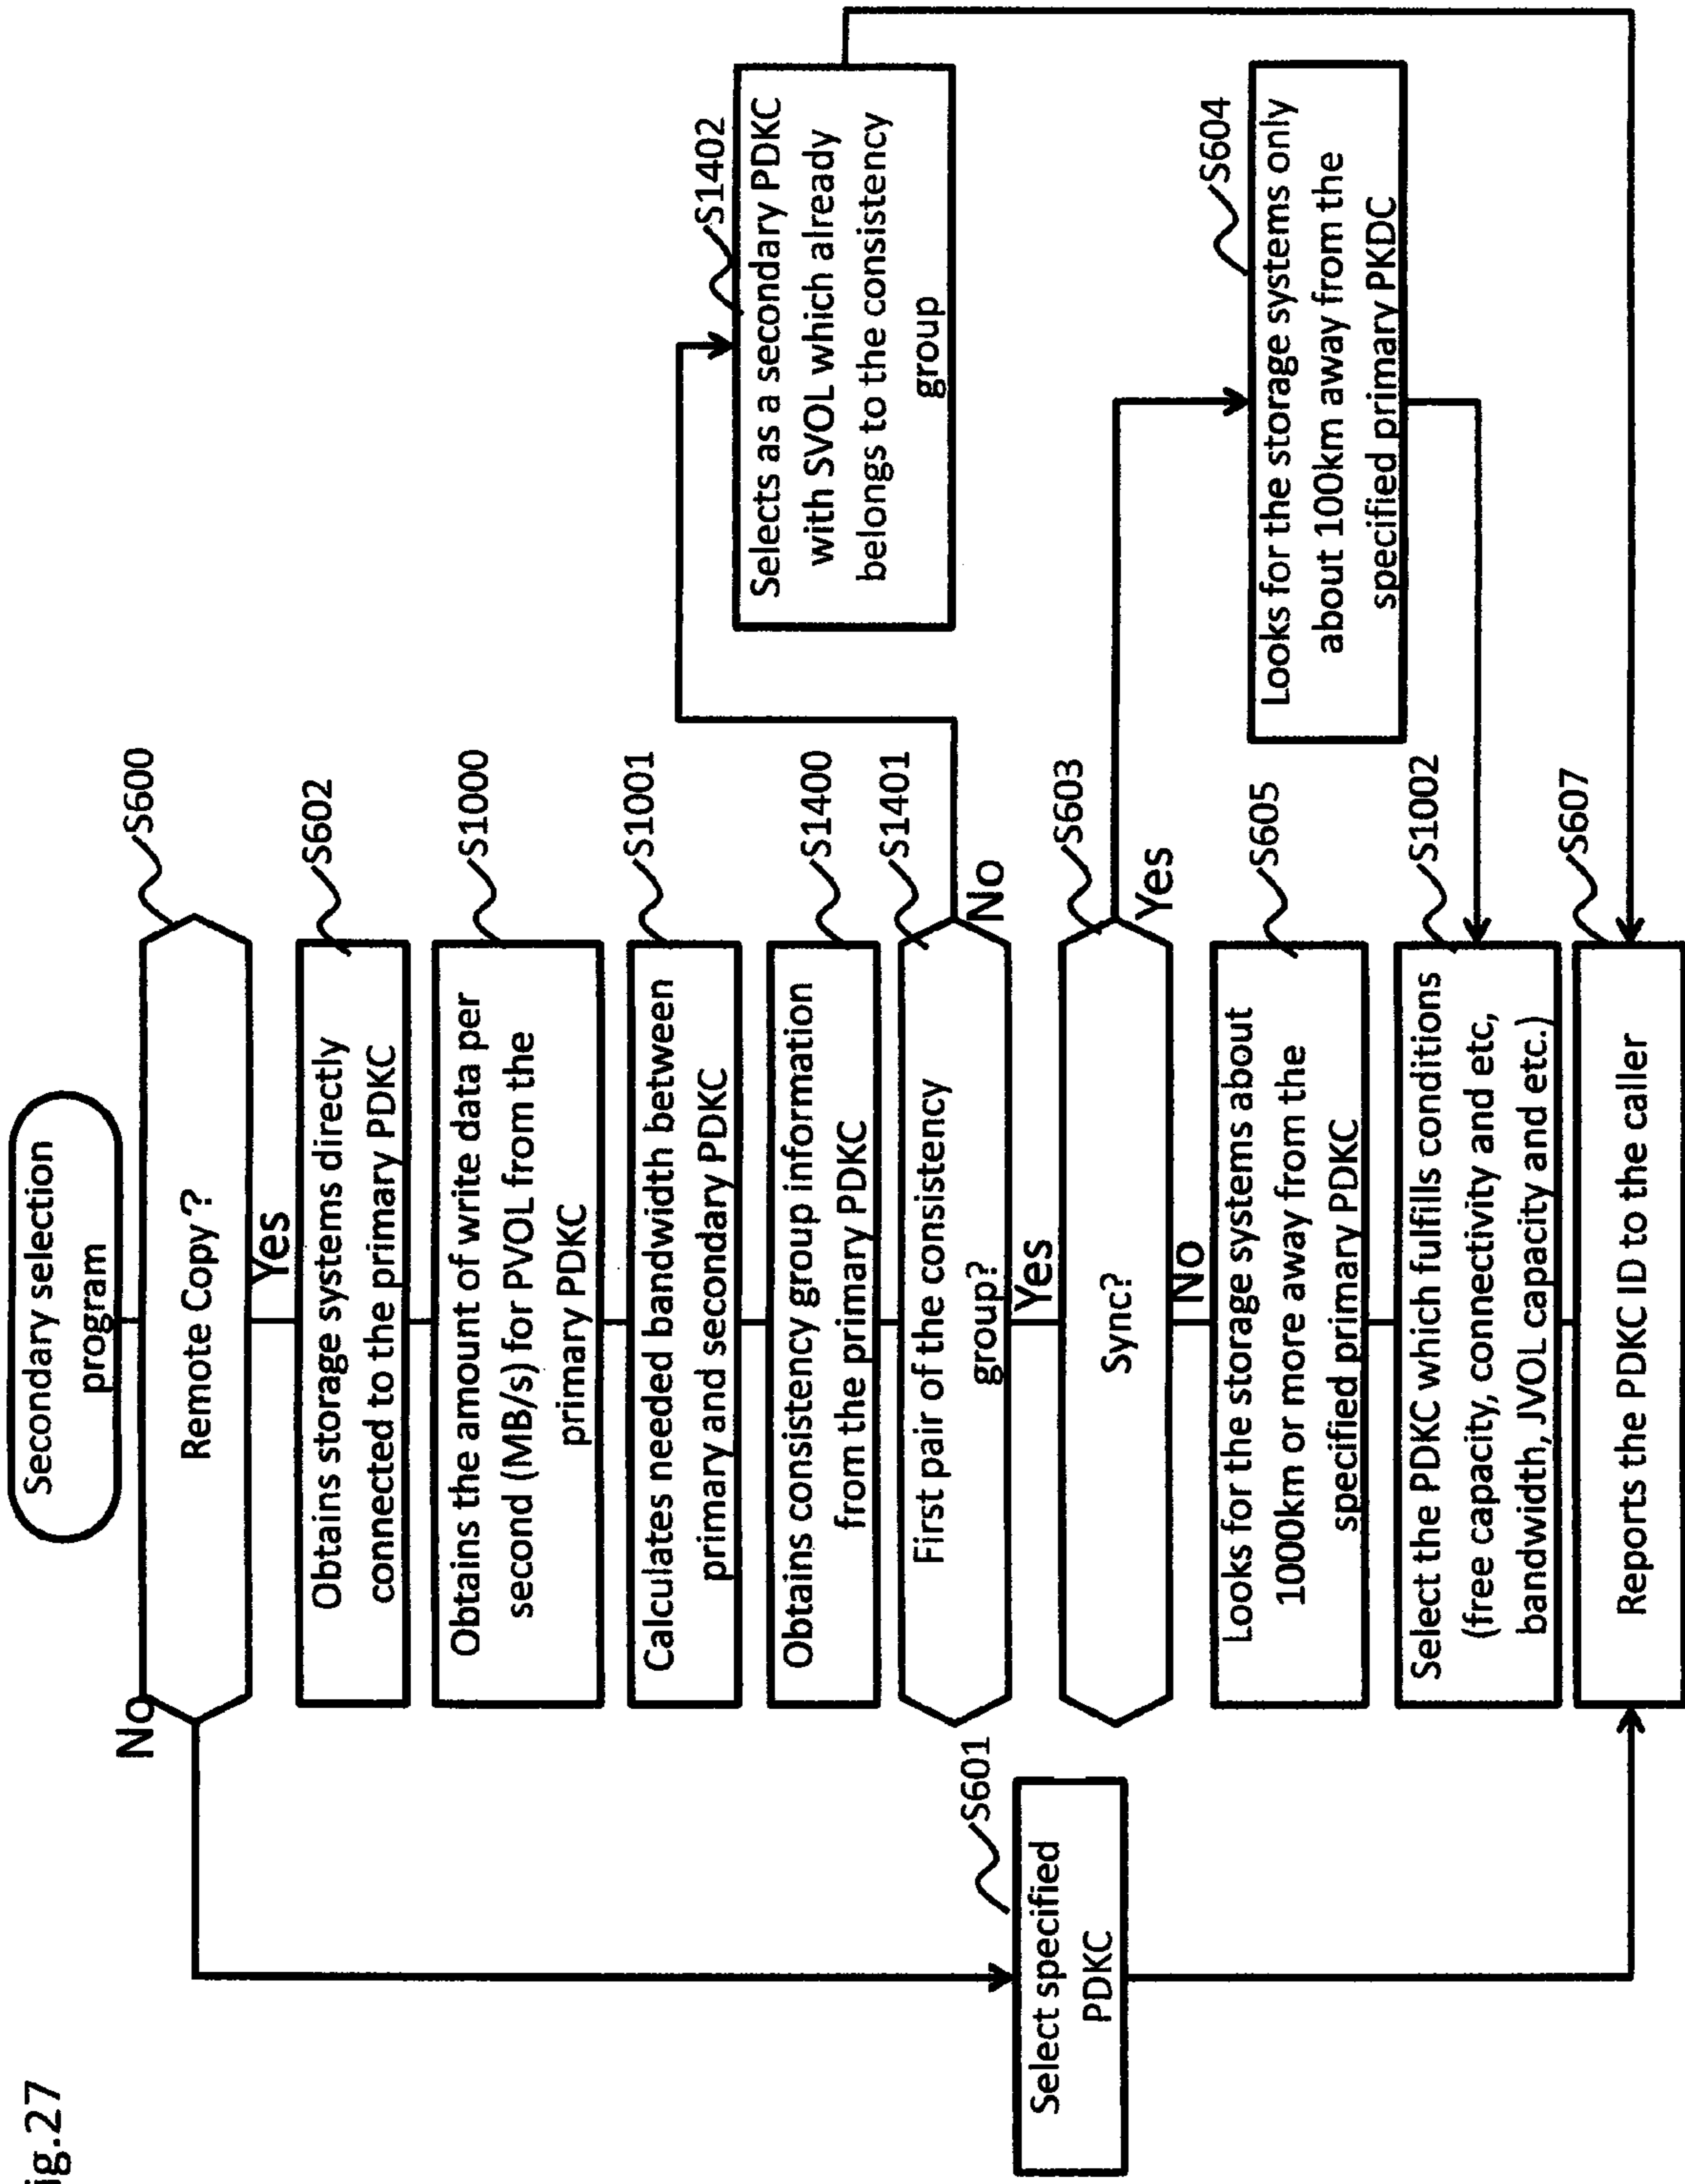 ig.27
Secondary selection
program
S600
Remote Copy?
No
Yes
S602
Obtains storage systems directly
connected to the primary PDKC
S1000
Obtains the amount of write data per
second (MB/s) for PVOL from the
primary PDKC
S1001
Calculates needed bandwidth between
primary and secondary PDKC
S1400
Obtains consistency group information
from the primary PDKC
S1401
First pair of the consistency
group?
No
Yes
S1402
Selects as a secondary PDKC
with SVOL which already
belongs to the consistency
group
S603
Sync?
Yes
No
S604
Looks for the storage systems only
about 100km away from the
specified primary PKDC
S601
Select specified
PDKC
S605
Looks for the storage systems about
1000km or more away from the
specified primary PDKC
S1002
Select the PDKC which fulfills conditions
(free capacity, connectivity and etc,
bandwidth, JVOL capacity and etc.)
S607
Reports the PDKC ID to the caller